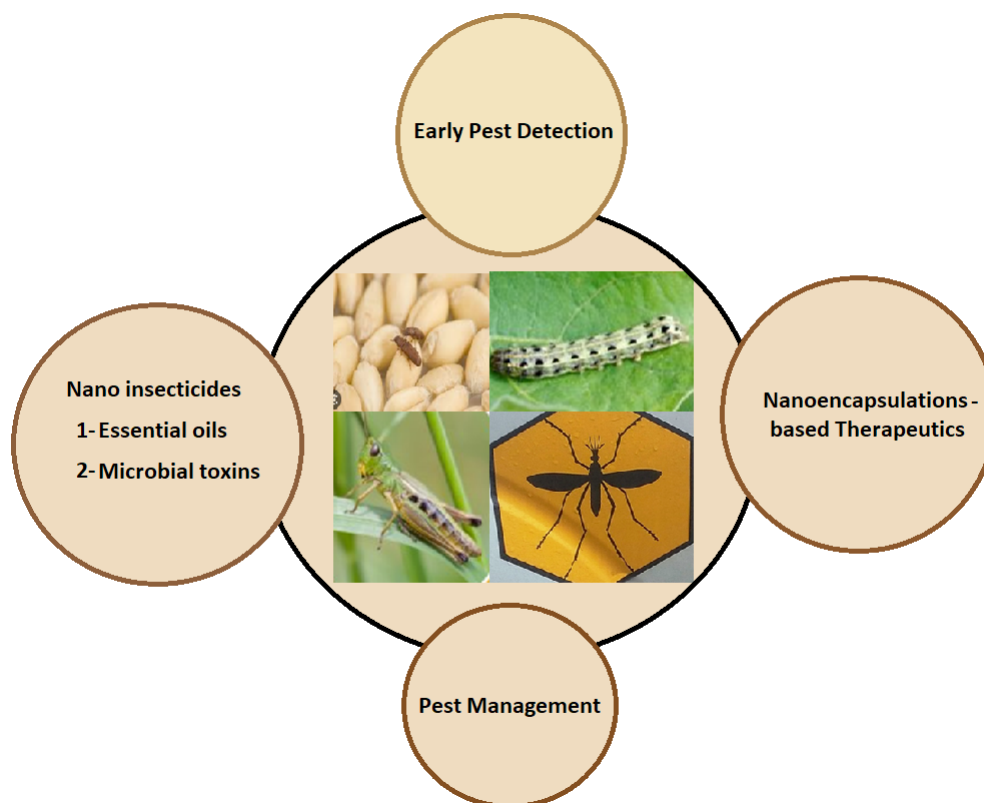 Early Pest Detection
Nano insecticides
1- Essential oils
2- Microbial toxins
Nanoencapsulations -
based Therapeutics
Pest Management